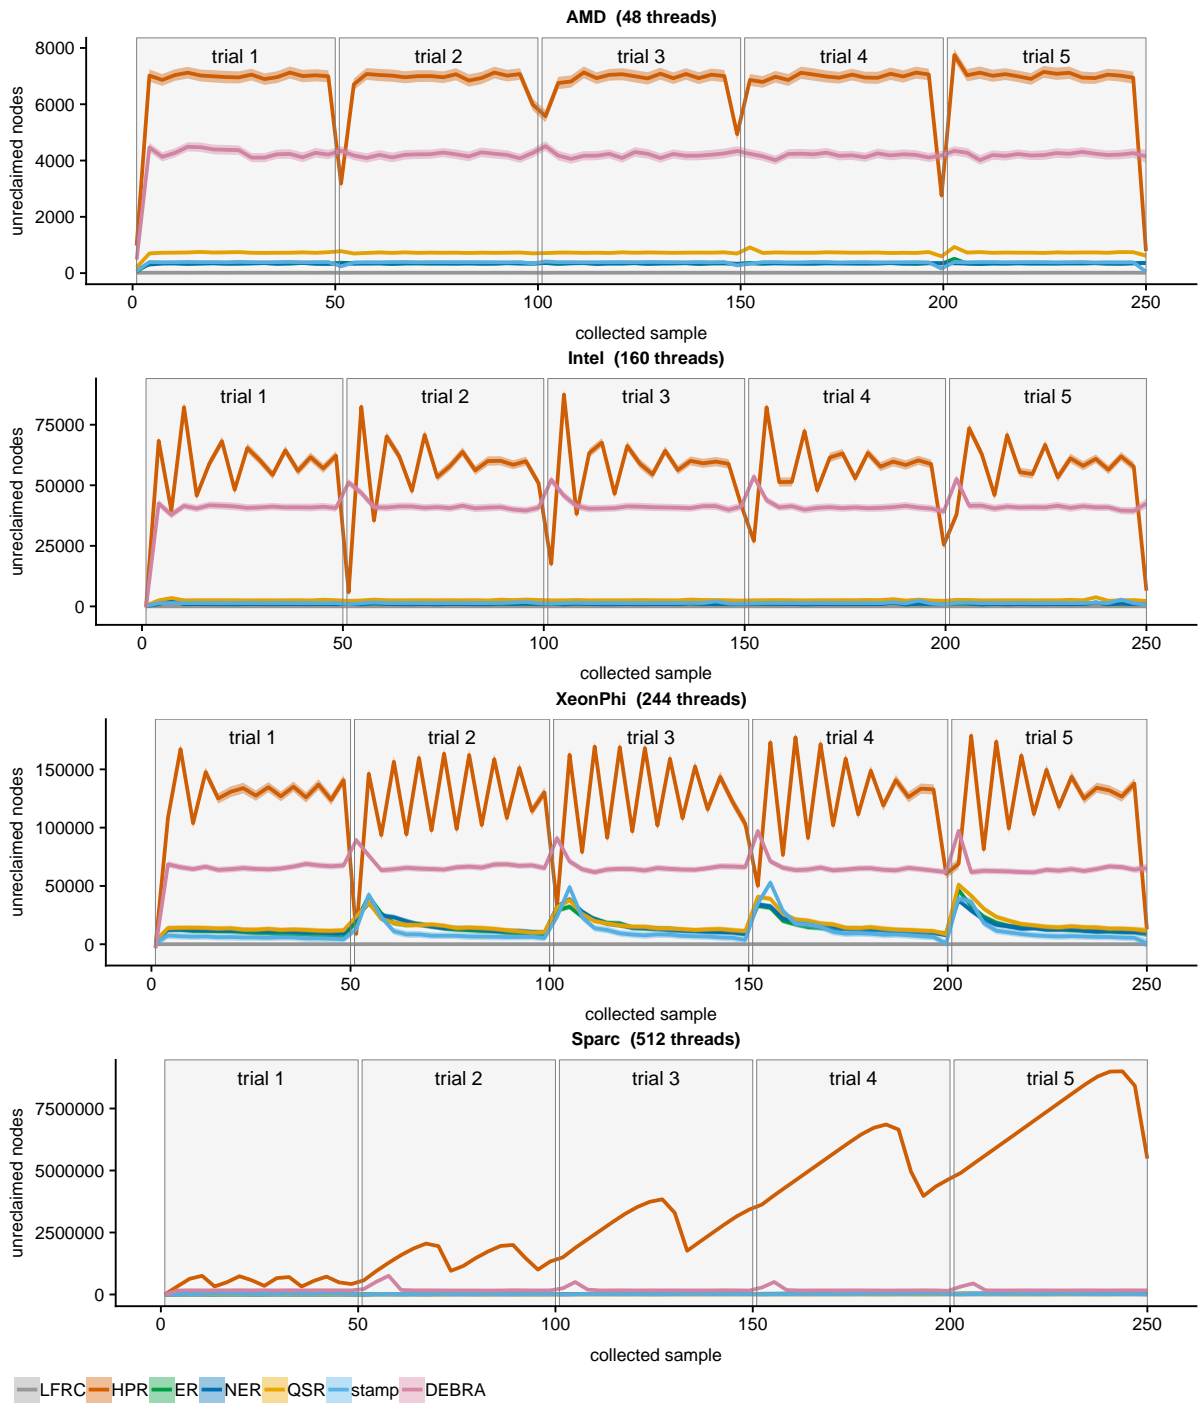 AMD (48 threads)
trial 1 trial 2 trial 3 trial 4 trial 5
8000
6000
4000
2000
0
unreclaimed nodes
0 50 100 150 200 250
collected sample
Intel (160 threads)
trial 1 trial 2 trial 3 trial 4 trial 5
75000
50000
25000
0
unreclaimed nodes
0 50 100 150 200 250
collected sample
XeonPhi (244 threads)
trial 1 trial 2 trial 3 trial 4 trial 5
150000
100000
50000
0
unreclaimed nodes
0 50 100 150 200 250
collected sample
Sparc (512 threads)
trial 1 trial 2 trial 3 trial 4 trial 5
7500000
5000000
2500000
0
unreclaimed nodes
0 50 100 150 200 250
collected sample
LFRC HPR ER NER QSR stamp DEBRA